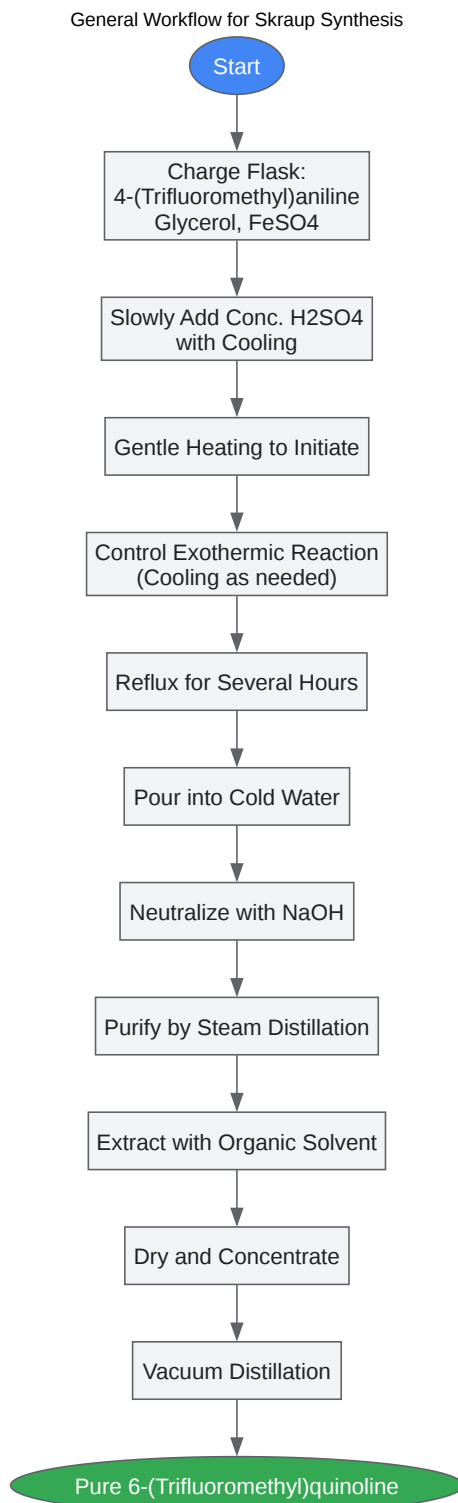 General Workflow for Skraup Synthesis
Start
Charge Flask:
4-(Trifluoromethyl)aniline
Glycerol, FeSO4
Slowly Add Conc. H2SO4
with Cooling
Gentle Heating to Initiate
Control Exothermic Reaction
(Cooling as needed)
Reflux for Several Hours
Pour into Cold Water
Neutralize with NaOH
Purify by Steam Distillation
Extract with Organic Solvent
Dry and Concentrate
Vacuum Distillation
Pure 6-(Trifluoromethyl)quinoline